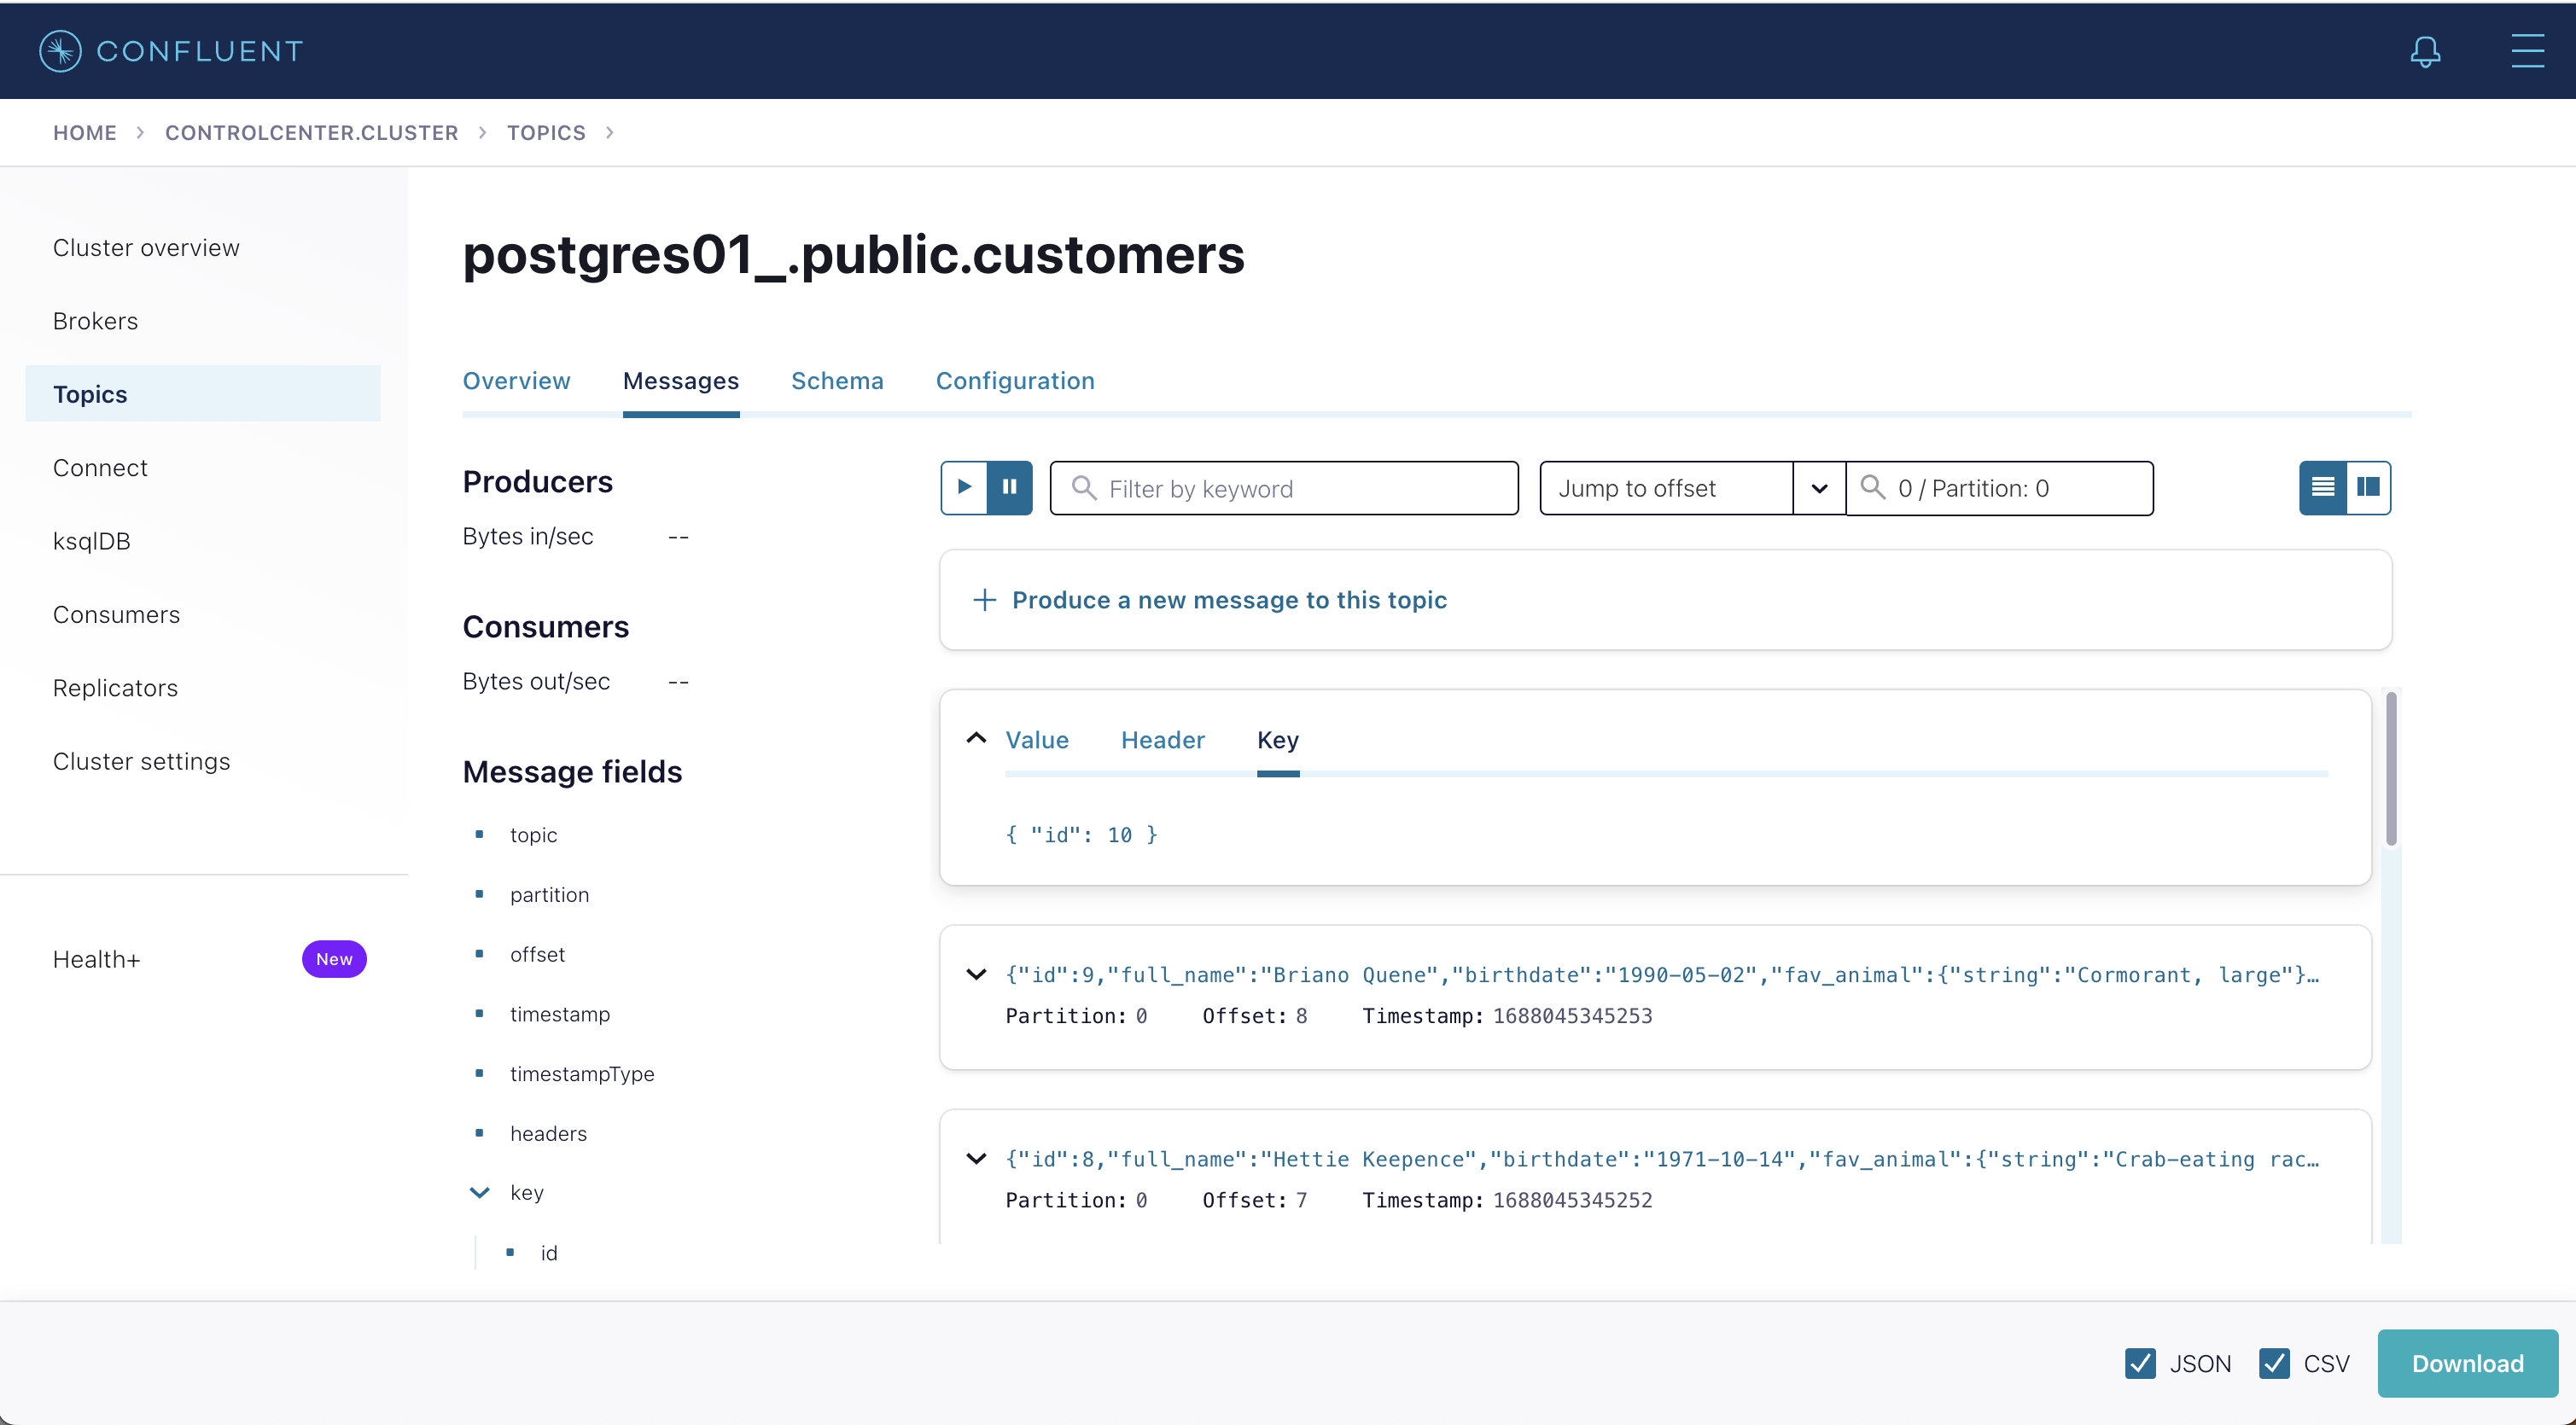 CONFLUENT
HOME > CONTROLCENTER.CLUSTER > TOPICS >
Cluster overview
Brokers
Topics
Connect
ksqlDB
Consumers
Replicators
Cluster settings
Health+ New
postgres01_.public.customers
Overview Messages Schema Configuration
Producers
Bytes in/sec --
Consumers
Bytes out/sec --
Message fields
topic
partition
offset
timestamp
timestampType
headers
key
id
Filter by keyword
Jump to offset
0 / Partition: 0
+ Produce a new message to this topic
Value Header Key
{ "id": 10 }
{"id":9,"full_name":"Briano Quene","birthdate":"1990-05-02","fav_animal":{"string":"Cormorant, large"}…
Partition: 0 Offset: 8 Timestamp: 1688045345253
{"id":8,"full_name":"Hettie Keepence","birthdate":"1971-10-14","fav_animal":{"string":"Crab-eating rac…
Partition: 0 Offset: 7 Timestamp: 1688045345252
JSON CSV Download